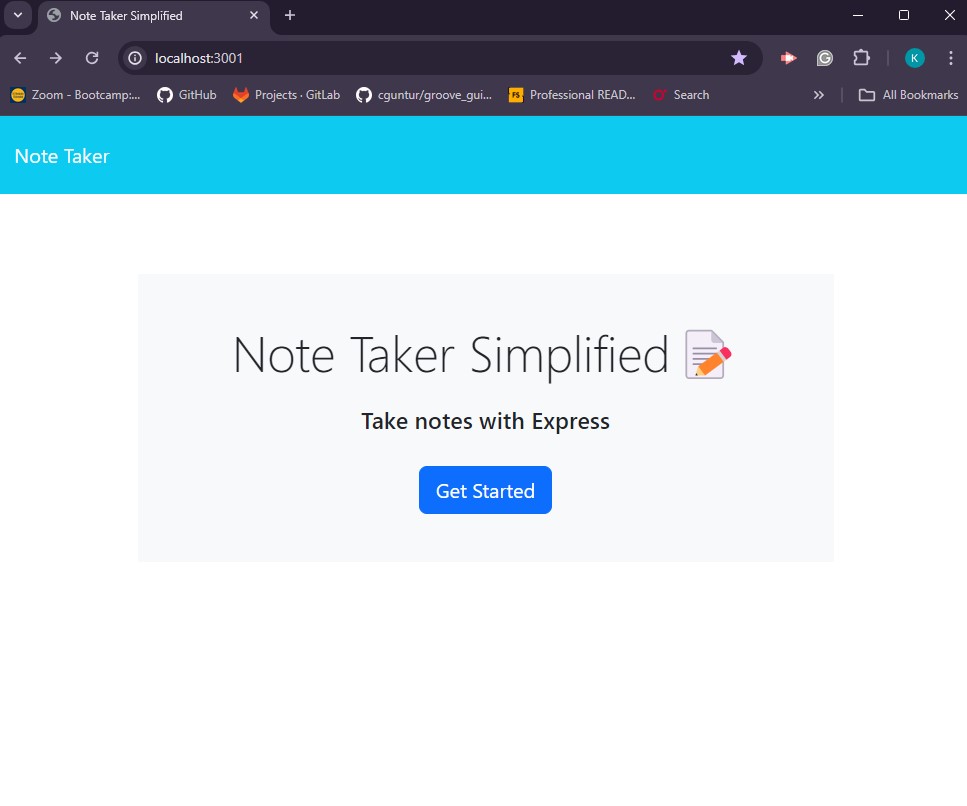 Note Taker Simplified
localhost:3001
K
Zoom - Bootcamp:... GitHub Projects · GitLab cguntur/groove_gui... FS Professional READ... Search » All Bookmarks
Note Taker
Note Taker Simplified
Take notes with Express
Get Started